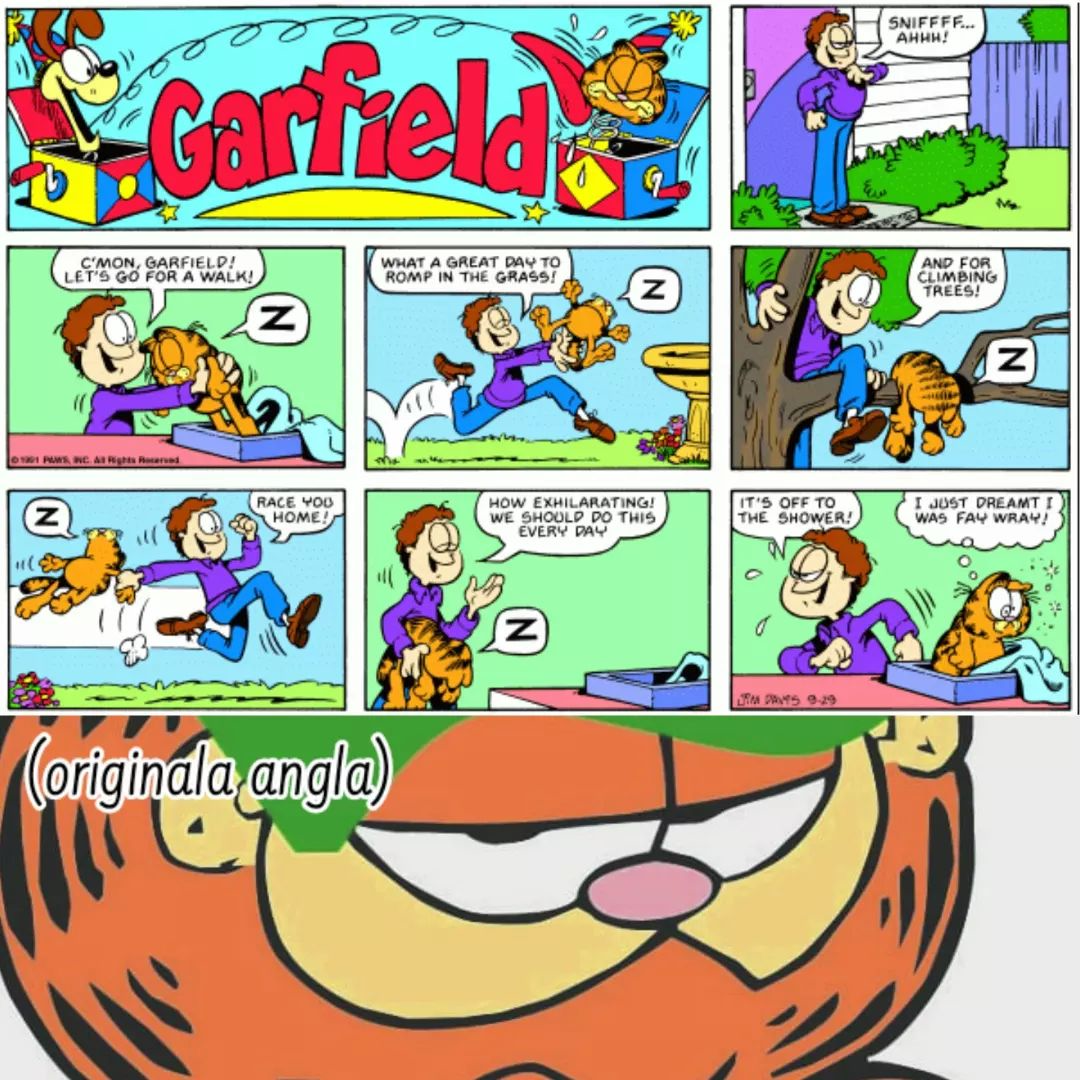 Garfield
SNIFFFF...
AHHH!
C'MON, GARFIELD!
LET'S GO FOR A WALK!
Z
© 1991 PAWS, INC. All Rights Reserved.
WHAT A GREAT DAY TO
ROMP IN THE GRASS!
Z
AND FOR
CLIMBING
TREES!
Z
Z
RACE YOU
HOME!
HOW EXHILARATING!
WE SHOULD DO THIS
EVERY DAY
Z
IT'S OFF TO
THE SHOWER!
I JUST DREAMT I
WAS FAY WRAY!
JIM DAVIS 9-29
(originala angla)